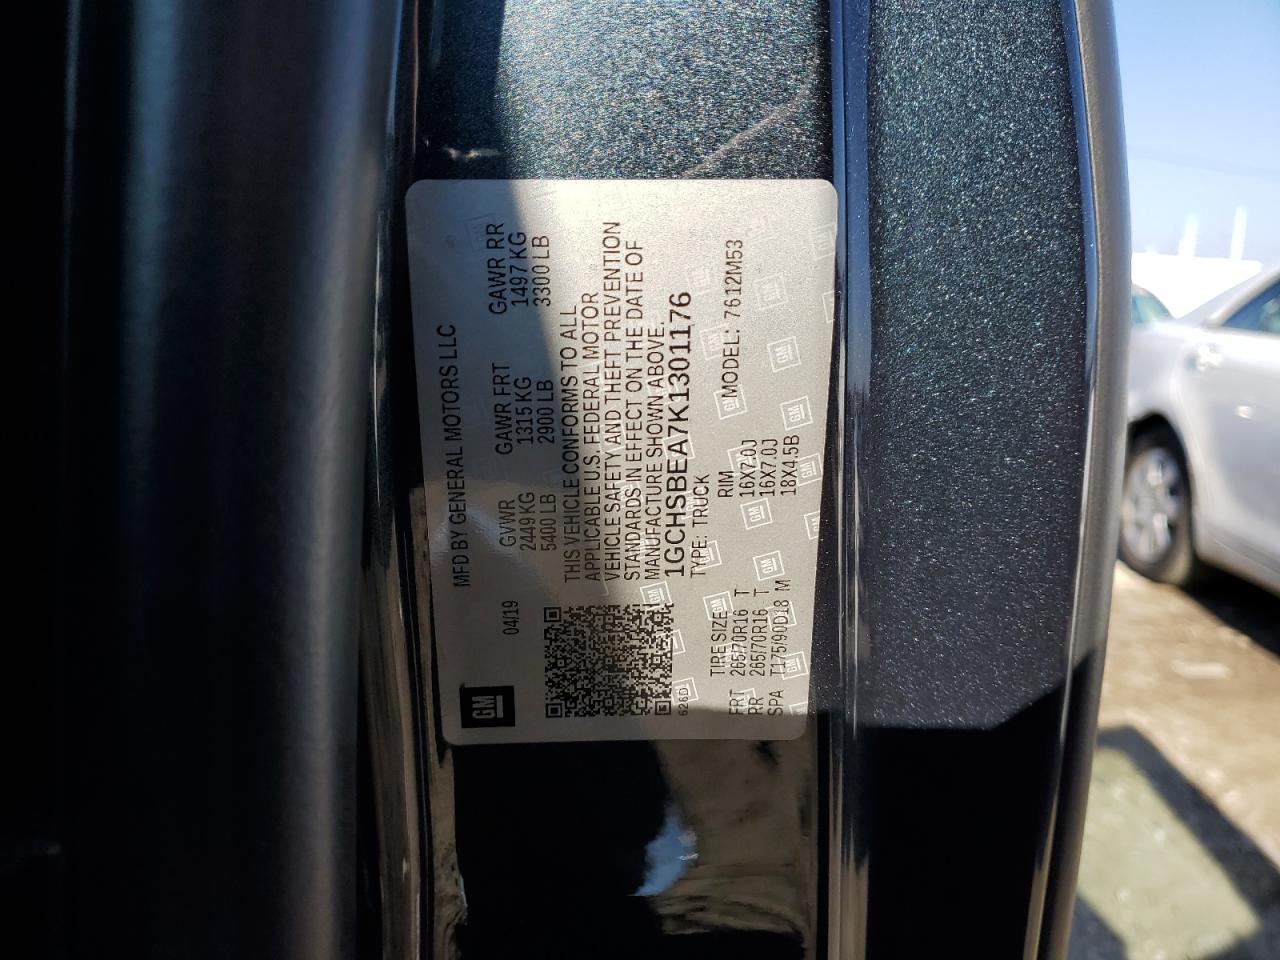 GM
MFD BY GENERAL MOTORS LLC
04/19
GVWR GAWR FRT GAWR RR
2449 KG 1315 KG 1497 KG
5400 LB 2900 LB 3300 LB
THIS VEHICLE CONFORMS TO ALL
APPLICABLE U.S. FEDERAL MOTOR
VEHICLE SAFETY AND THEFT PREVENTION
STANDARDS IN EFFECT ON THE DATE OF
MANUFACTURE SHOWN ABOVE.
1GCHSBEA7K1301176
626D
TYPE: TRUCK MODEL: 7612M53
TIRE SIZE RIM
FRT 265/70R16 T 16X7.0J
RR 265/70R16 T 16X7.0J
SPA T175/90D18 M 18X4.5B